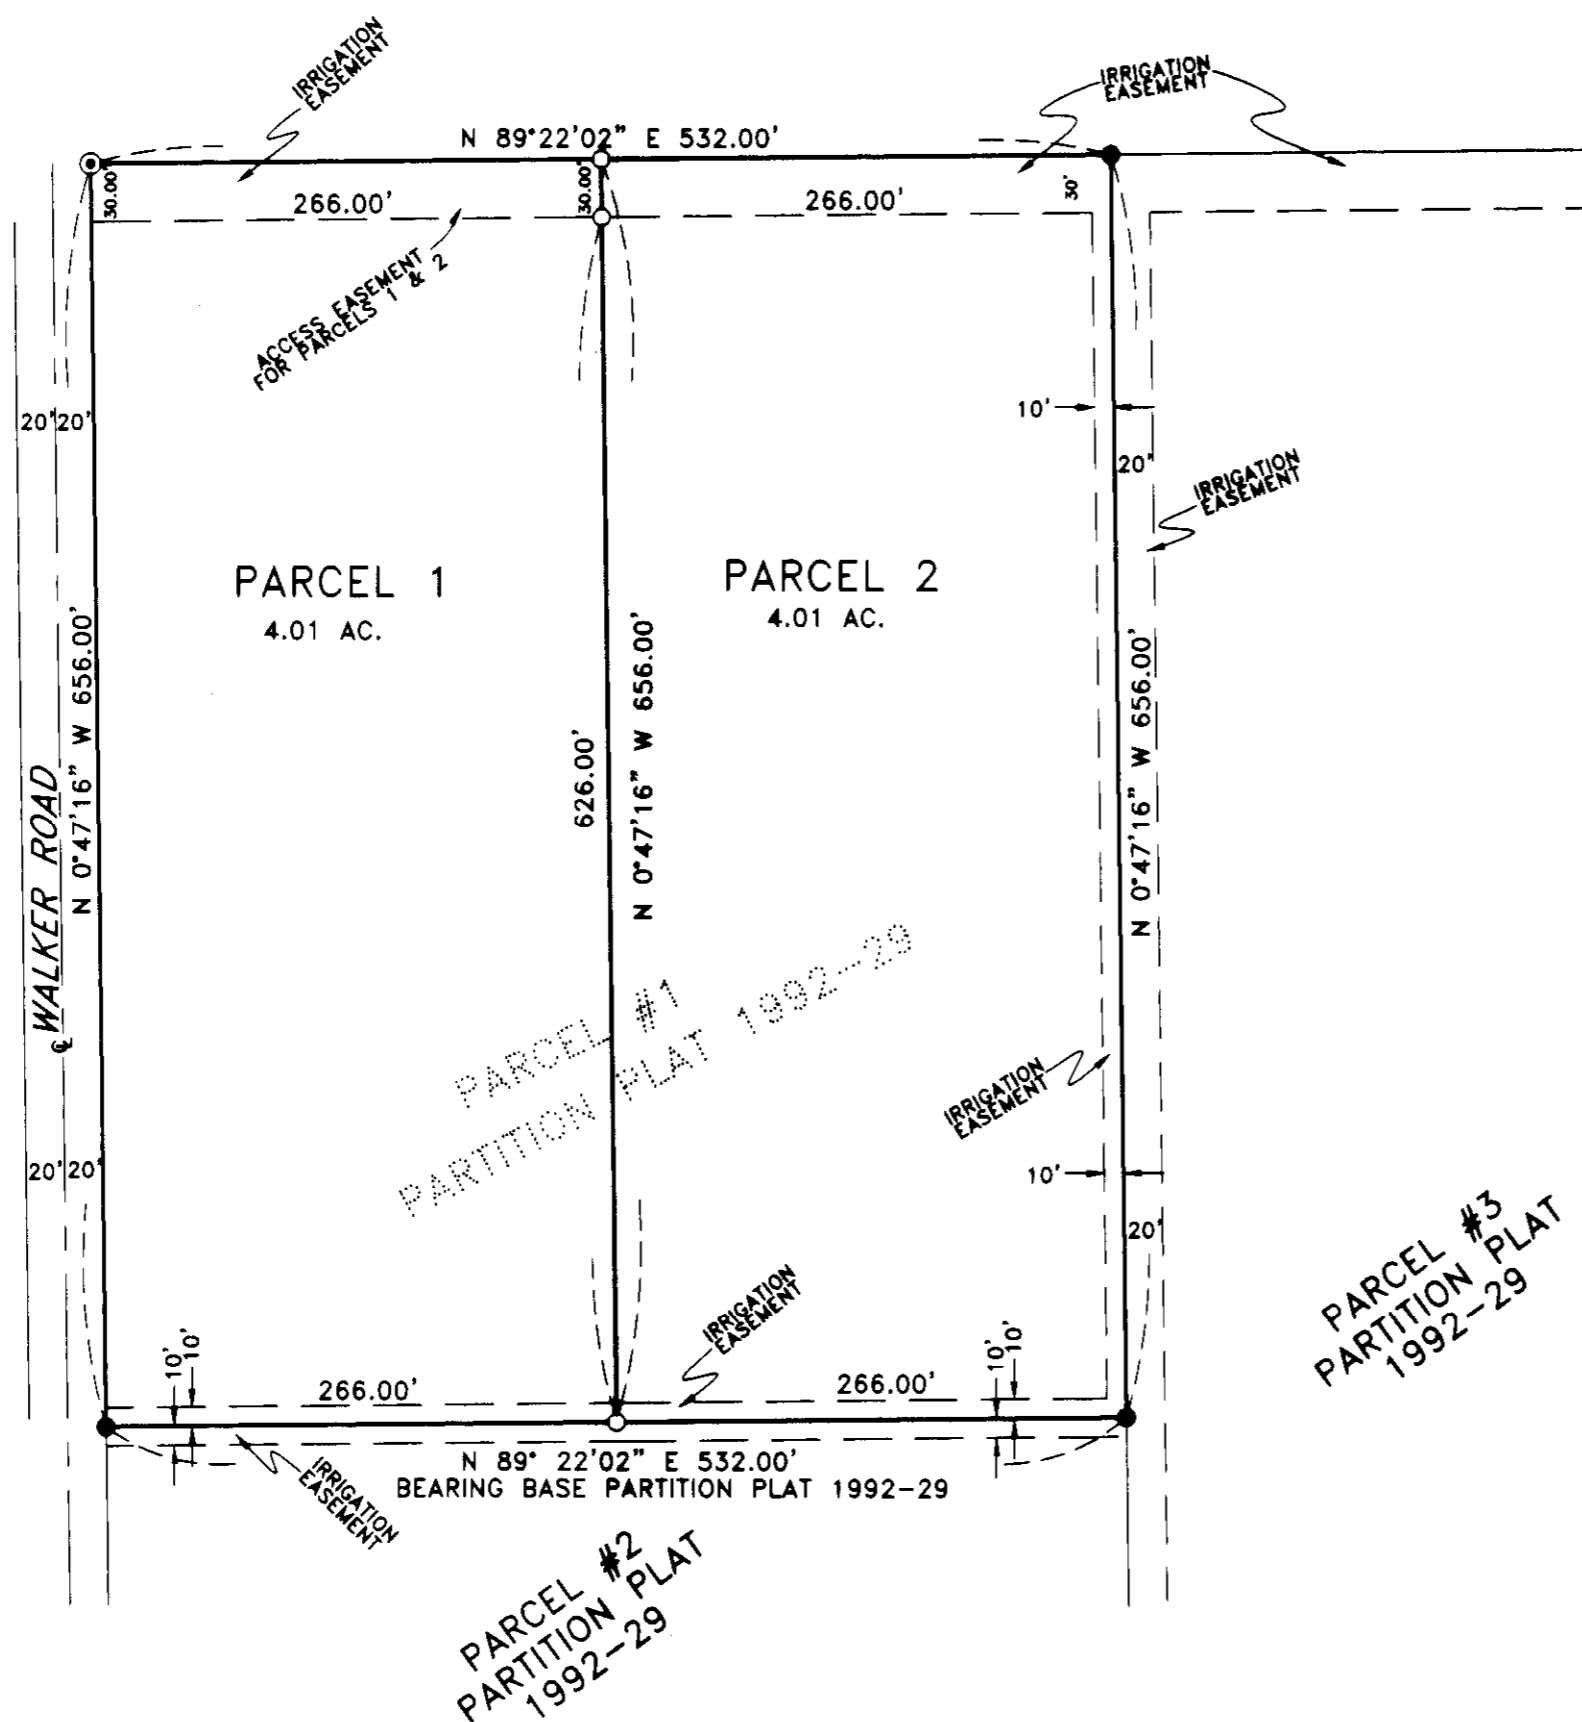 IRRIGATION
EASEMENT
IRRIGATION
EASEMENT
N 89°22'02" E 532.00'
30.00'
266.00'
30.00'
266.00'
30'
ACCESS EASEMENT
FOR PARCELS 1 & 2
20' 20'
10'
20'
IRRIGATION
EASEMENT
PARCEL 1
4.01 AC.
PARCEL 2
4.01 AC.
N 0°47'16" W 656.00'
626.00'
N 0°47'16" W 656.00'
N 0°47'16" W 656.00'
℄ WALKER ROAD
PARCEL #1
PARTITION PLAT 1992-29
IRRIGATION
EASEMENT
20' 20'
10'
20'
PARCEL #3
PARTITION PLAT
1992-29
IRRIGATION
EASEMENT
10'
10'
266.00'
266.00'
10'
10'
N 89° 22'02" E 532.00'
BEARING BASE PARTITION PLAT 1992-29
IRRIGATION
EASEMENT
PARCEL #2
PARTITION PLAT
1992-29